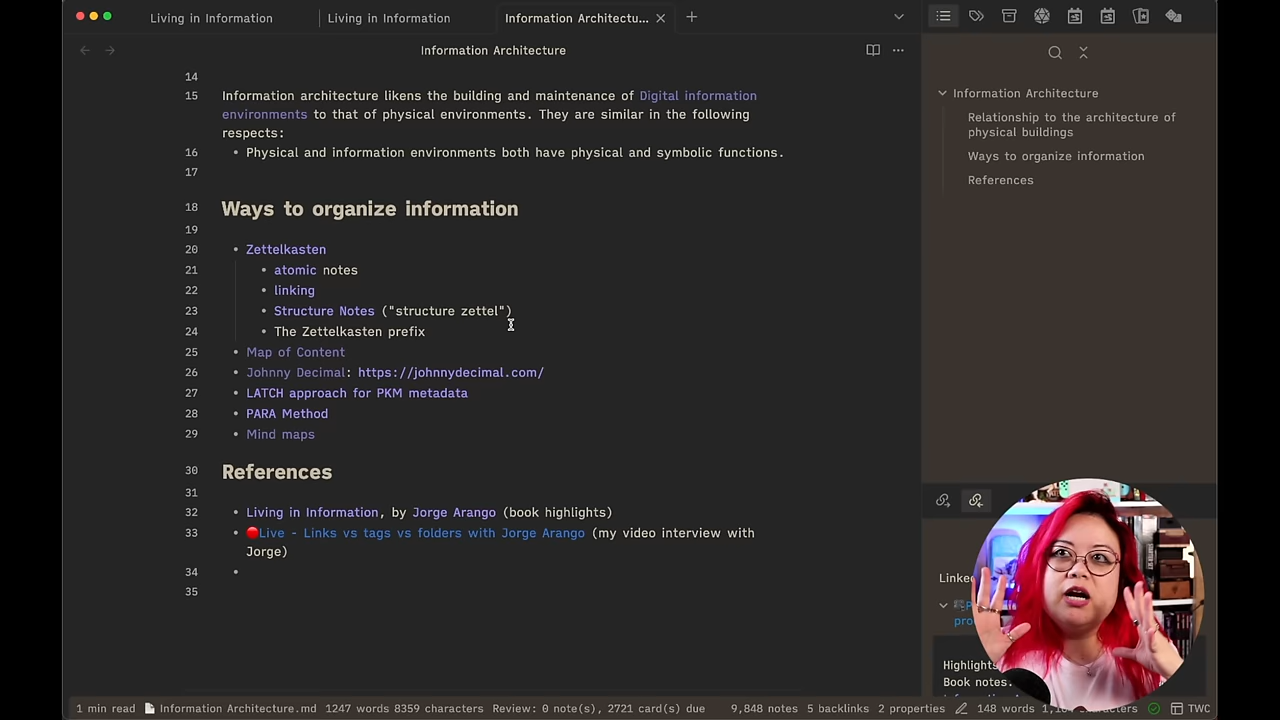 Living in Information
Living in Information
Information Architectu...
Information Architecture
14
15 Information architecture likens the building and maintenance of Digital information
environments to that of physical environments. They are similar in the following
respects:
16 • Physical and information environments both have physical and symbolic functions.
17
18 Ways to organize information
19
20 • Zettelkasten
21 • atomic notes
22 • linking
23 • Structure Notes ("structure zettel")
24 • The Zettelkasten prefix
25 • Map of Content
26 • Johnny Decimal: https://johnnydecimal.com/
27 • LATCH approach for PKM metadata
28 • PARA Method
29 • Mind maps
30 References
31
32 • Living in Information, by Jorge Arango (book highlights)
33 • 🔴Live - Links vs tags vs folders with Jorge Arango (my video interview with
Jorge)
34 •
35
Information Architecture
Relationship to the architecture of
physical buildings
Ways to organize information
References
Linke
pro
Highlights
Book notes.
1 min read Information Architecture.md 1247 words 8359 characters Review: 0 note(s), 2721 card(s) due 9,848 notes 5 backlinks 2 properties 148 words characters TWC